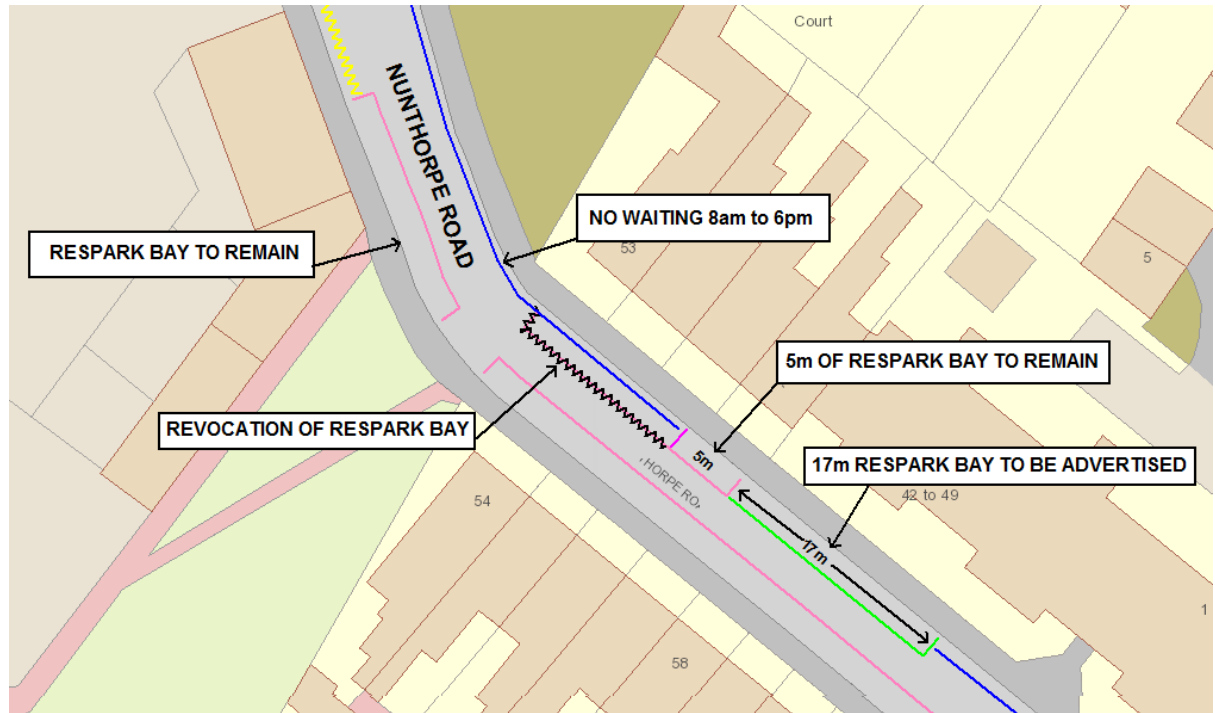 Court
NUNTHORPE ROAD
NO WAITING 8am to 6pm
53
RESPARK BAY TO REMAIN
5
5m OF RESPARK BAY TO REMAIN
REVOCATION OF RESPARK BAY
5m
17m RESPARK BAY TO BE ADVERTISED
HORPE RO
42 to 49
54
17m
1
58